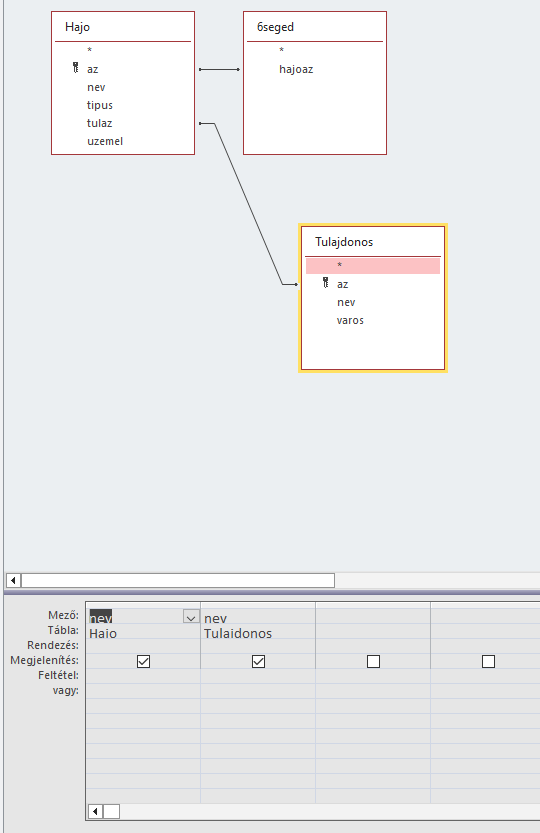 Hajo
*
az
nev
tipus
tulaz
uzemel
6seged
*
hajoaz
Tulajdonos
*
az
nev
varos
Mező: nev nev
Tábla: Hajo Tulajdonos
Rendezés:
Megjelenítés:
Feltétel:
vagy: